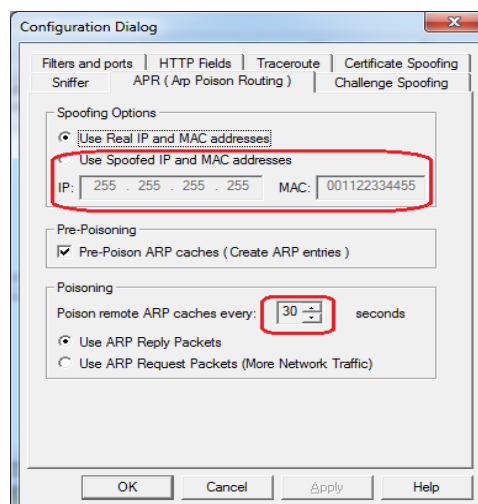 Configuration Dialog
Filters and ports HTTP Fields Traceroute Certificate Spoofing
Sniffer APR ( Arp Poison Routing ) Challenge Spoofing
Spoofing Options
Use Real IP and MAC addresses
Use Spoofed IP and MAC addresses
IP: 255 . 255 . 255 . 255 MAC: 001122334455
Pre-Poisoning
Pre-Poison ARP caches ( Create ARP entries )
Poisoning
Poison remote ARP caches every: 30 seconds
Use ARP Reply Packets
Use ARP Request Packets (More Network Traffic)
OK Cancel Apply Help